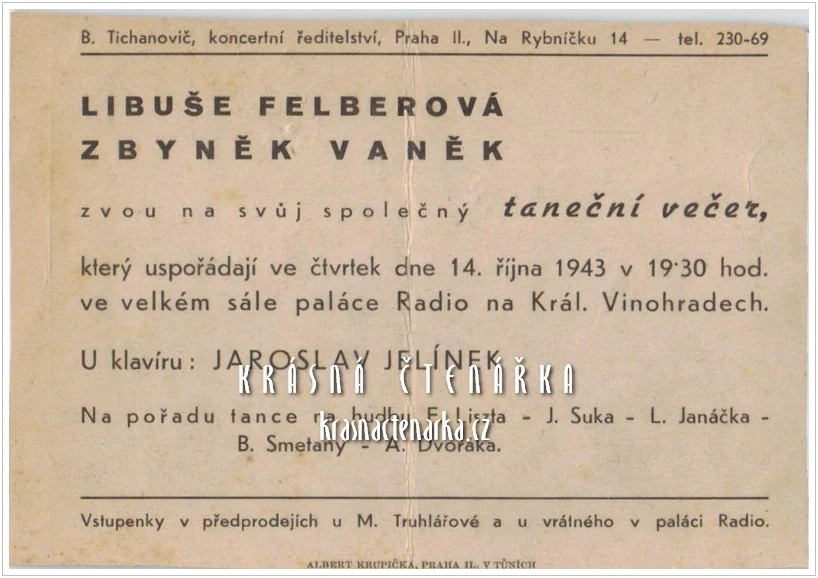 B. Tichanovič, koncertní ředitelství, Praha II., Na Rybníčku 14 — tel. 230-69
LIBUŠE FELBEROVÁ
ZBYNĚK VANĚK
zvou na svůj společný taneční večer,
který uspořádají ve čtvrtek dne 14. října 1943 v 19·30 hod.
ve velkém sále paláce Radio na Král. Vinohradech.
U klavíru: JAROSLAV JELÍNEK
KRÁSNÁ ČTENÁŘKA
Na pořadu tance na hudbu F. Liszta - J. Suka - L. Janáčka -
krasnactenarka.cz
B. Smetany - A. Dvořáka.
Vstupenky v předprodejích u M. Truhlářové a u vrátného v paláci Radio.
ALBERT KRUPIČKA, PRAHA II., V TŮNÍCH